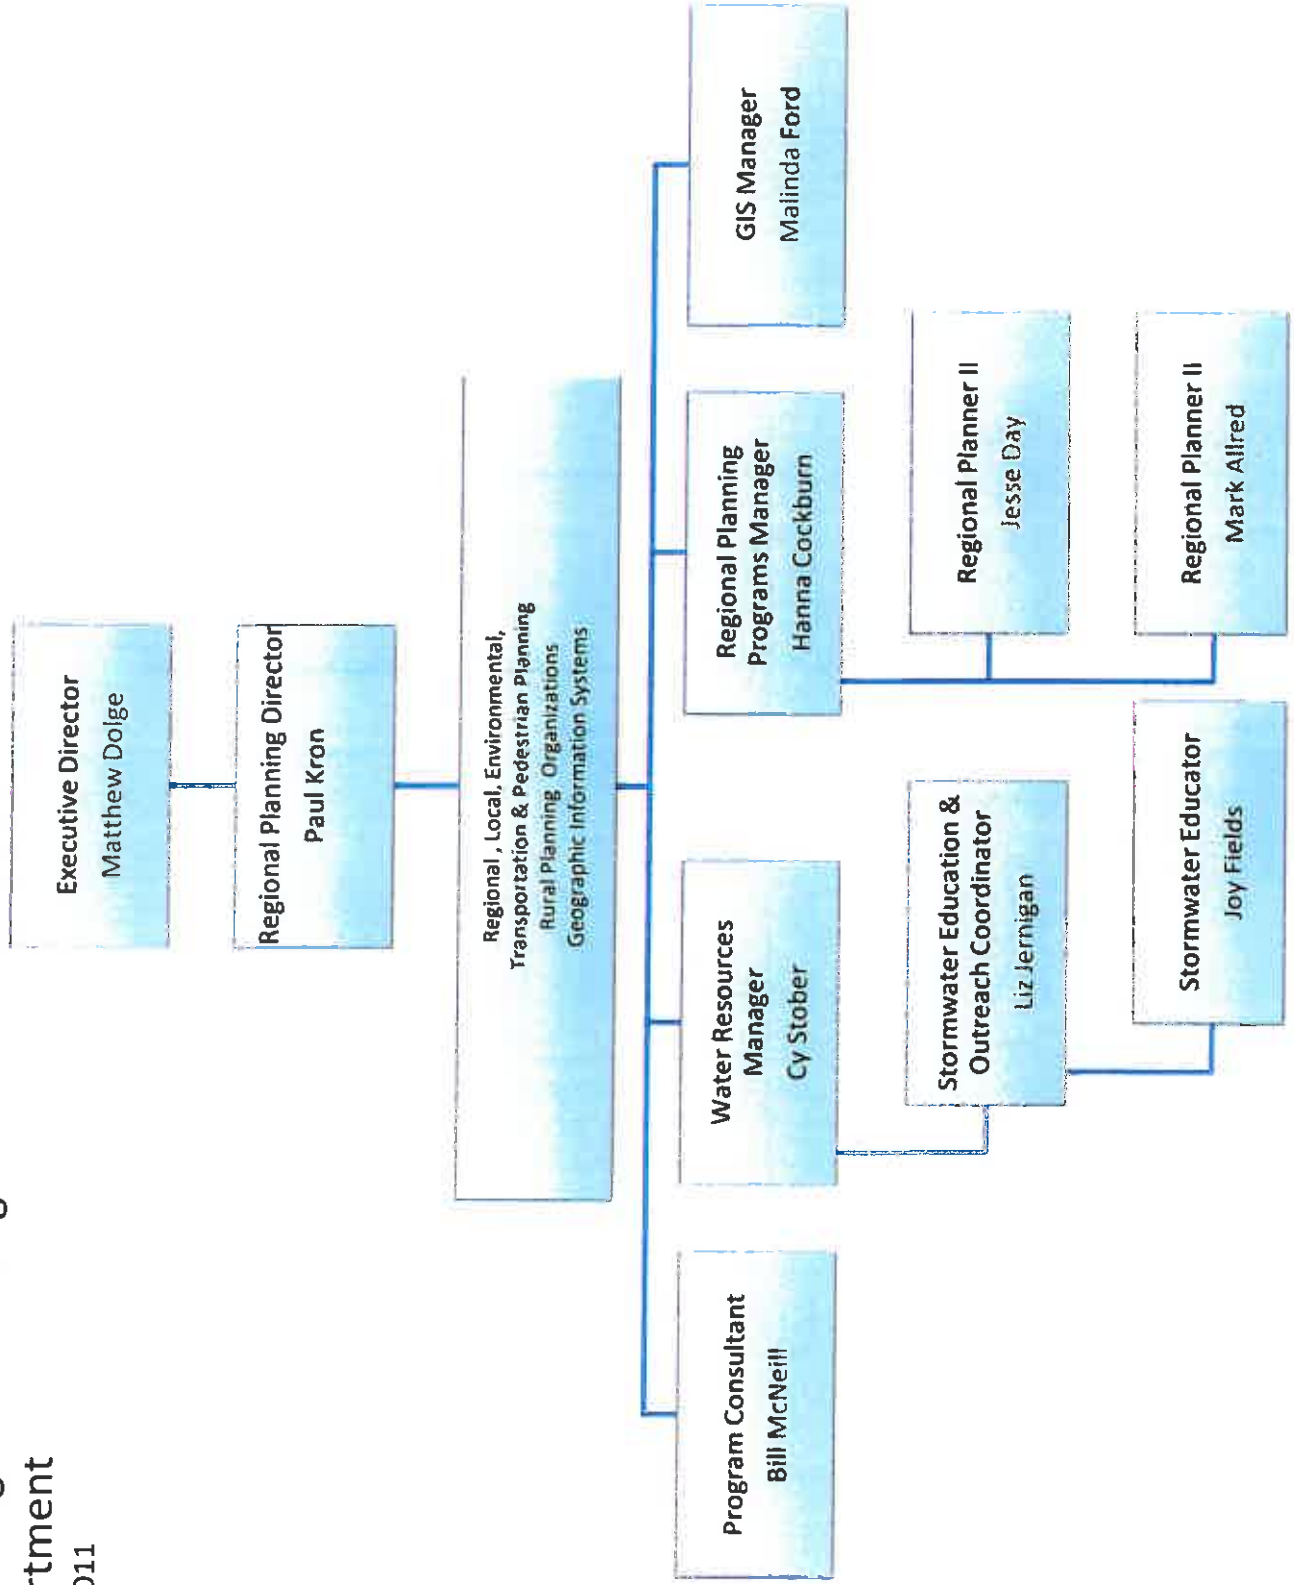 rtment
011
Executive Director
Matthew Dolge
Regional Planning Director
Paul Kron
Regional , Local, Environmental,
Transportation & Pedestrian Planning
Rural Planning Organizations
Geographic Information Systems
Program Consultant
Bill McNeill
Water Resources
Manager
Cy Stober
Regional Planning
Programs Manager
Hanna Cockburn
GIS Manager
Malinda Ford
Stormwater Education &
Outreach Coordinator
Liz Jernigan
Regional Planner II
Jesse Day
Stormwater Educator
Joy Fields
Regional Planner II
Mark Allred